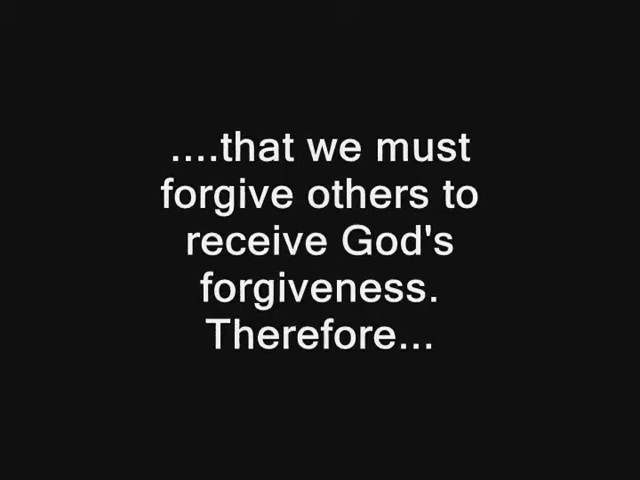 ....that we must
forgive others to
receive God's
forgiveness.
Therefore...